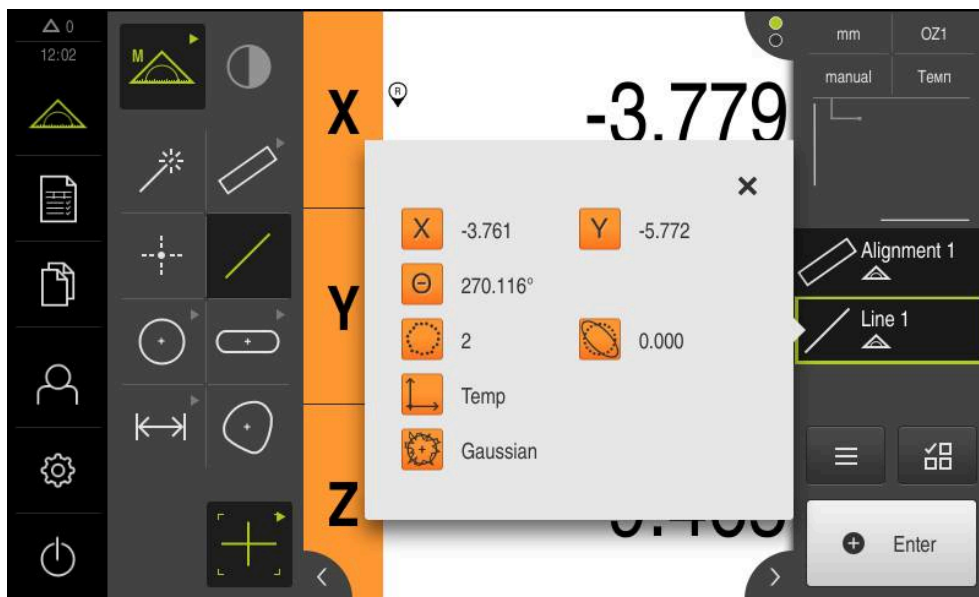 0
12:02
M
X
R
-3.779
mm
OZ1
manual
Темп
X -3.761 Y -5.772
Θ 270.116°
2 0.000
Temp
Gaussian
Y
Z
Alignment 1
Line 1
Enter